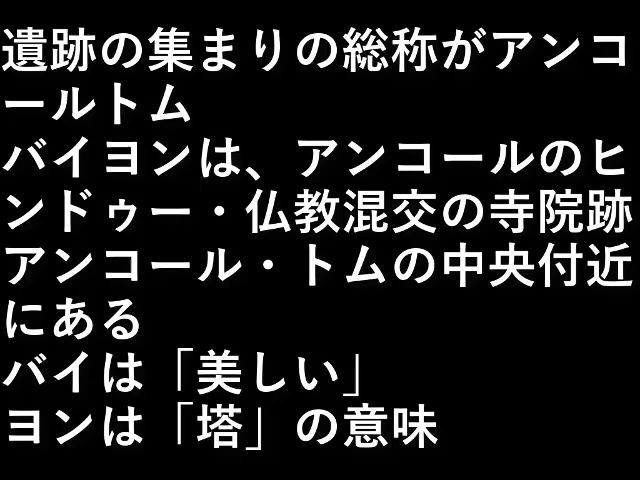 遺跡の集まりの総称がアンコ
ールトム
バイヨンは、アンコールのヒ
ンドゥー・仏教混交の寺院跡
アンコール・トムの中央付近
にある
バイは「美しい」
ヨンは「塔」の意味